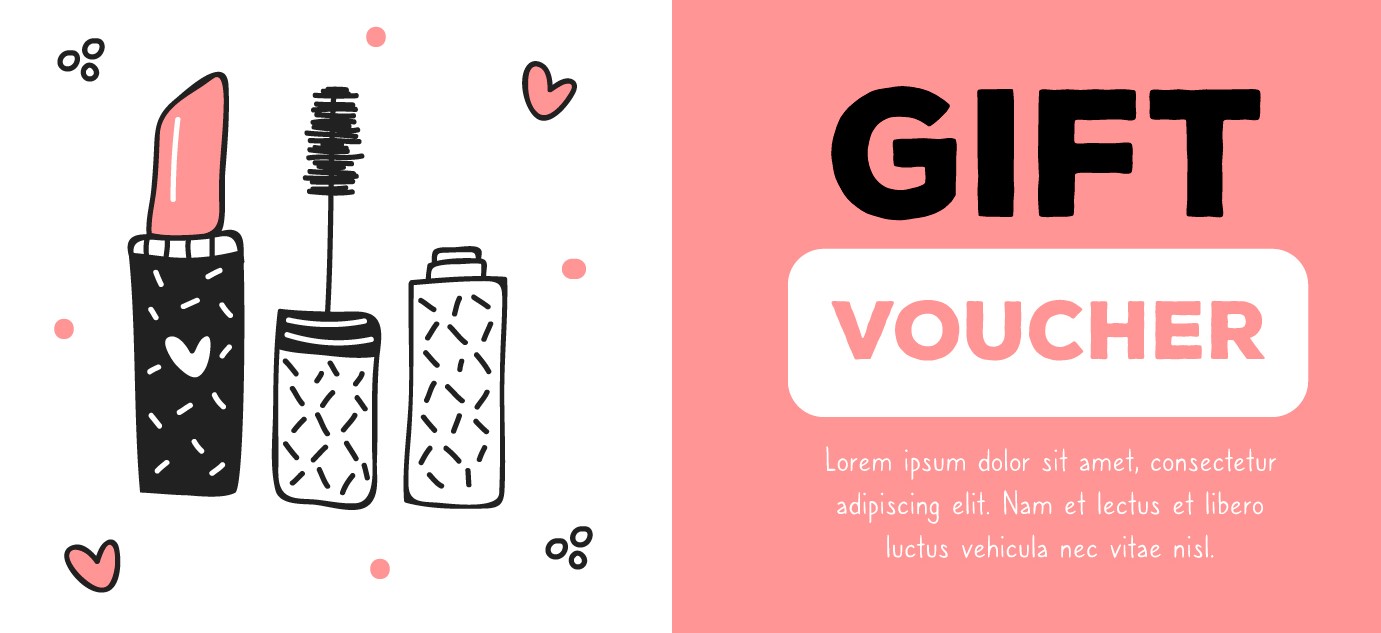 GIFT
VOUCHER
Lorem ipsum dolor sit amet, consectetur
adipiscing elit. Nam et lectus et libero
luctus vehicula nec vitae nisl.